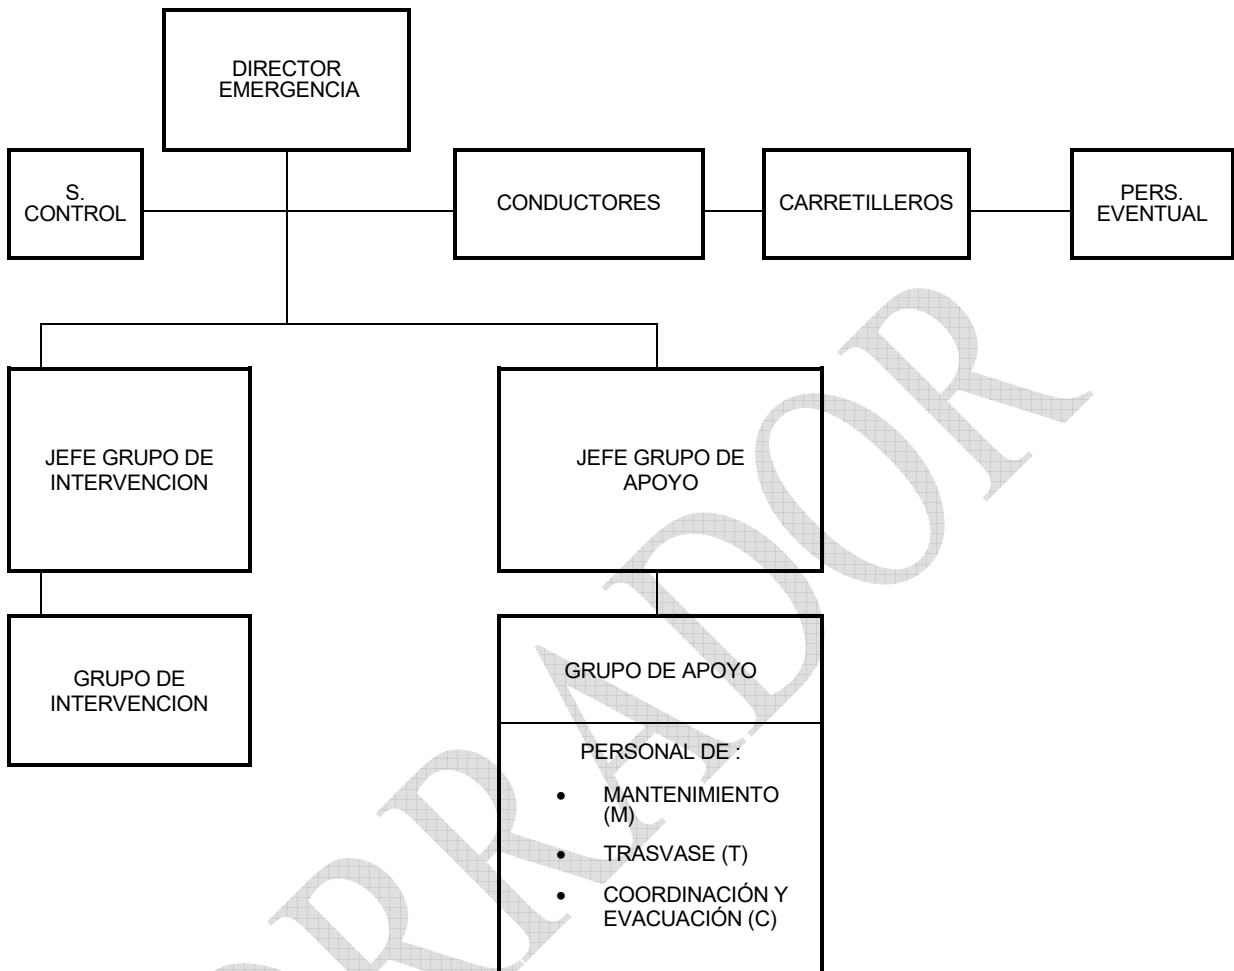 DIRECTOR
EMERGENCIA
S.
CONTROL
CONDUCTORES
CARRETILLEROS
PERS.
EVENTUAL
JEFE GRUPO DE
INTERVENCION
JEFE GRUPO DE
APOYO
GRUPO DE
INTERVENCION
GRUPO DE APOYO
PERSONAL DE :
• MANTENIMIENTO
(M)
• TRASVASE (T)
• COORDINACIÓN Y
EVACUACIÓN (C)
RRADOR